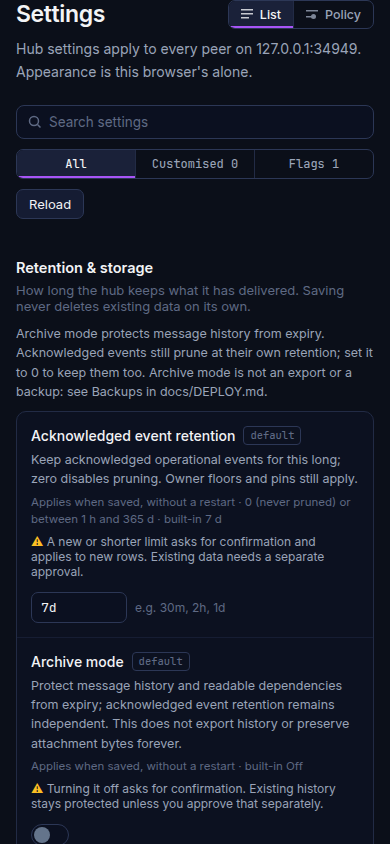 Settings
List
Policy
Hub settings apply to every peer on 127.0.0.1:34949.
Appearance is this browser's alone.
Search settings
All
Customised 0
Flags 1
Reload
Retention & storage
How long the hub keeps what it has delivered. Saving
never deletes existing data on its own.
Archive mode protects message history from expiry.
Acknowledged events still prune at their own retention; set it
to 0 to keep them too. Archive mode is not an export or a
backup: see Backups in docs/DEPLOY.md.
Acknowledged event retention default
Keep acknowledged operational events for this long;
zero disables pruning. Owner floors and pins still apply.
Applies when saved, without a restart · 0 (never pruned) or
between 1 h and 365 d · built-in 7 d
⚠ A new or shorter limit asks for confirmation and
applies to new rows. Existing data needs a separate
approval.
7d
e.g. 30m, 2h, 1d
Archive mode default
Protect message history and readable dependencies
from expiry; acknowledged event retention remains
independent. This does not export history or preserve
attachment bytes forever.
Applies when saved, without a restart · built-in Off
⚠ Turning it off asks for confirmation. Existing history
stays protected unless you approve that separately.